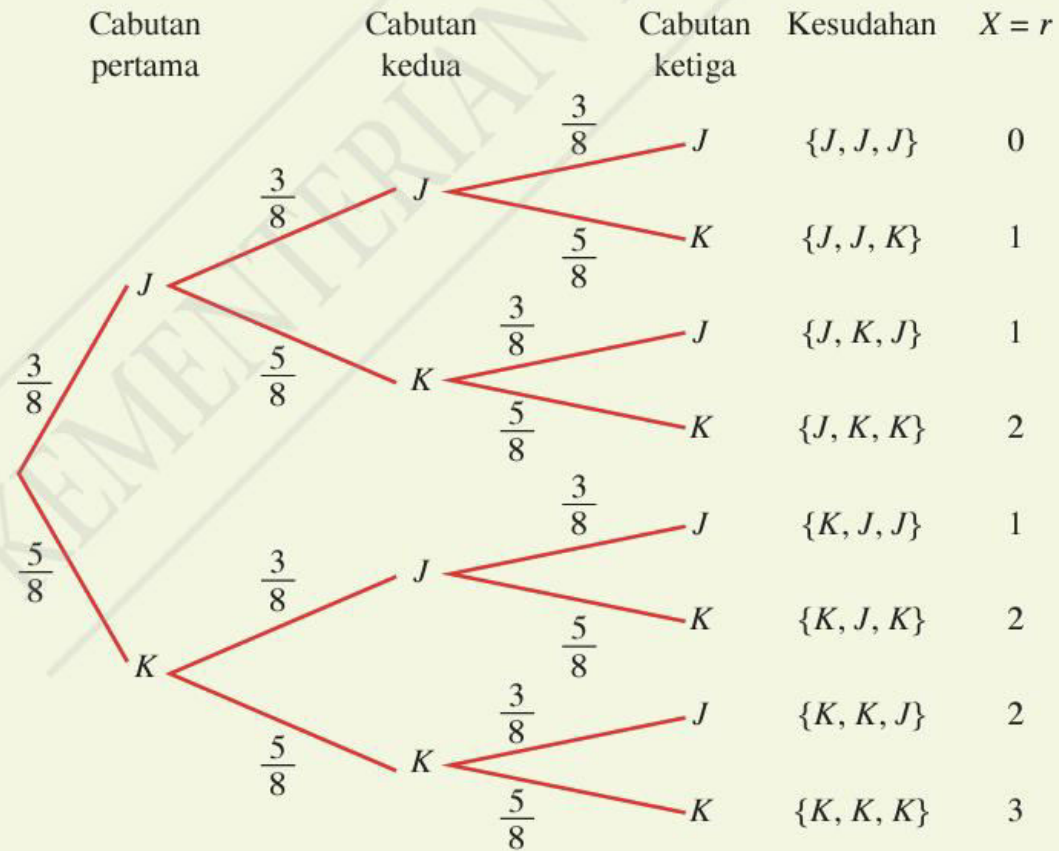 Cabutan pertama Cabutan kedua Cabutan ketiga Kesudahan X = r
3/8 J {J, J, J} 0
3/8 J
5/8 K {J, J, K} 1
J
3/8 J {J, K, J} 1
3/8 5/8 K
5/8 K {J, K, K} 2
3/8 J {K, J, J} 1
5/8 3/8 J
5/8 K {K, J, K} 2
K
3/8 J {K, K, J} 2
5/8 K
5/8 K {K, K, K} 3
KEMENTERIAN